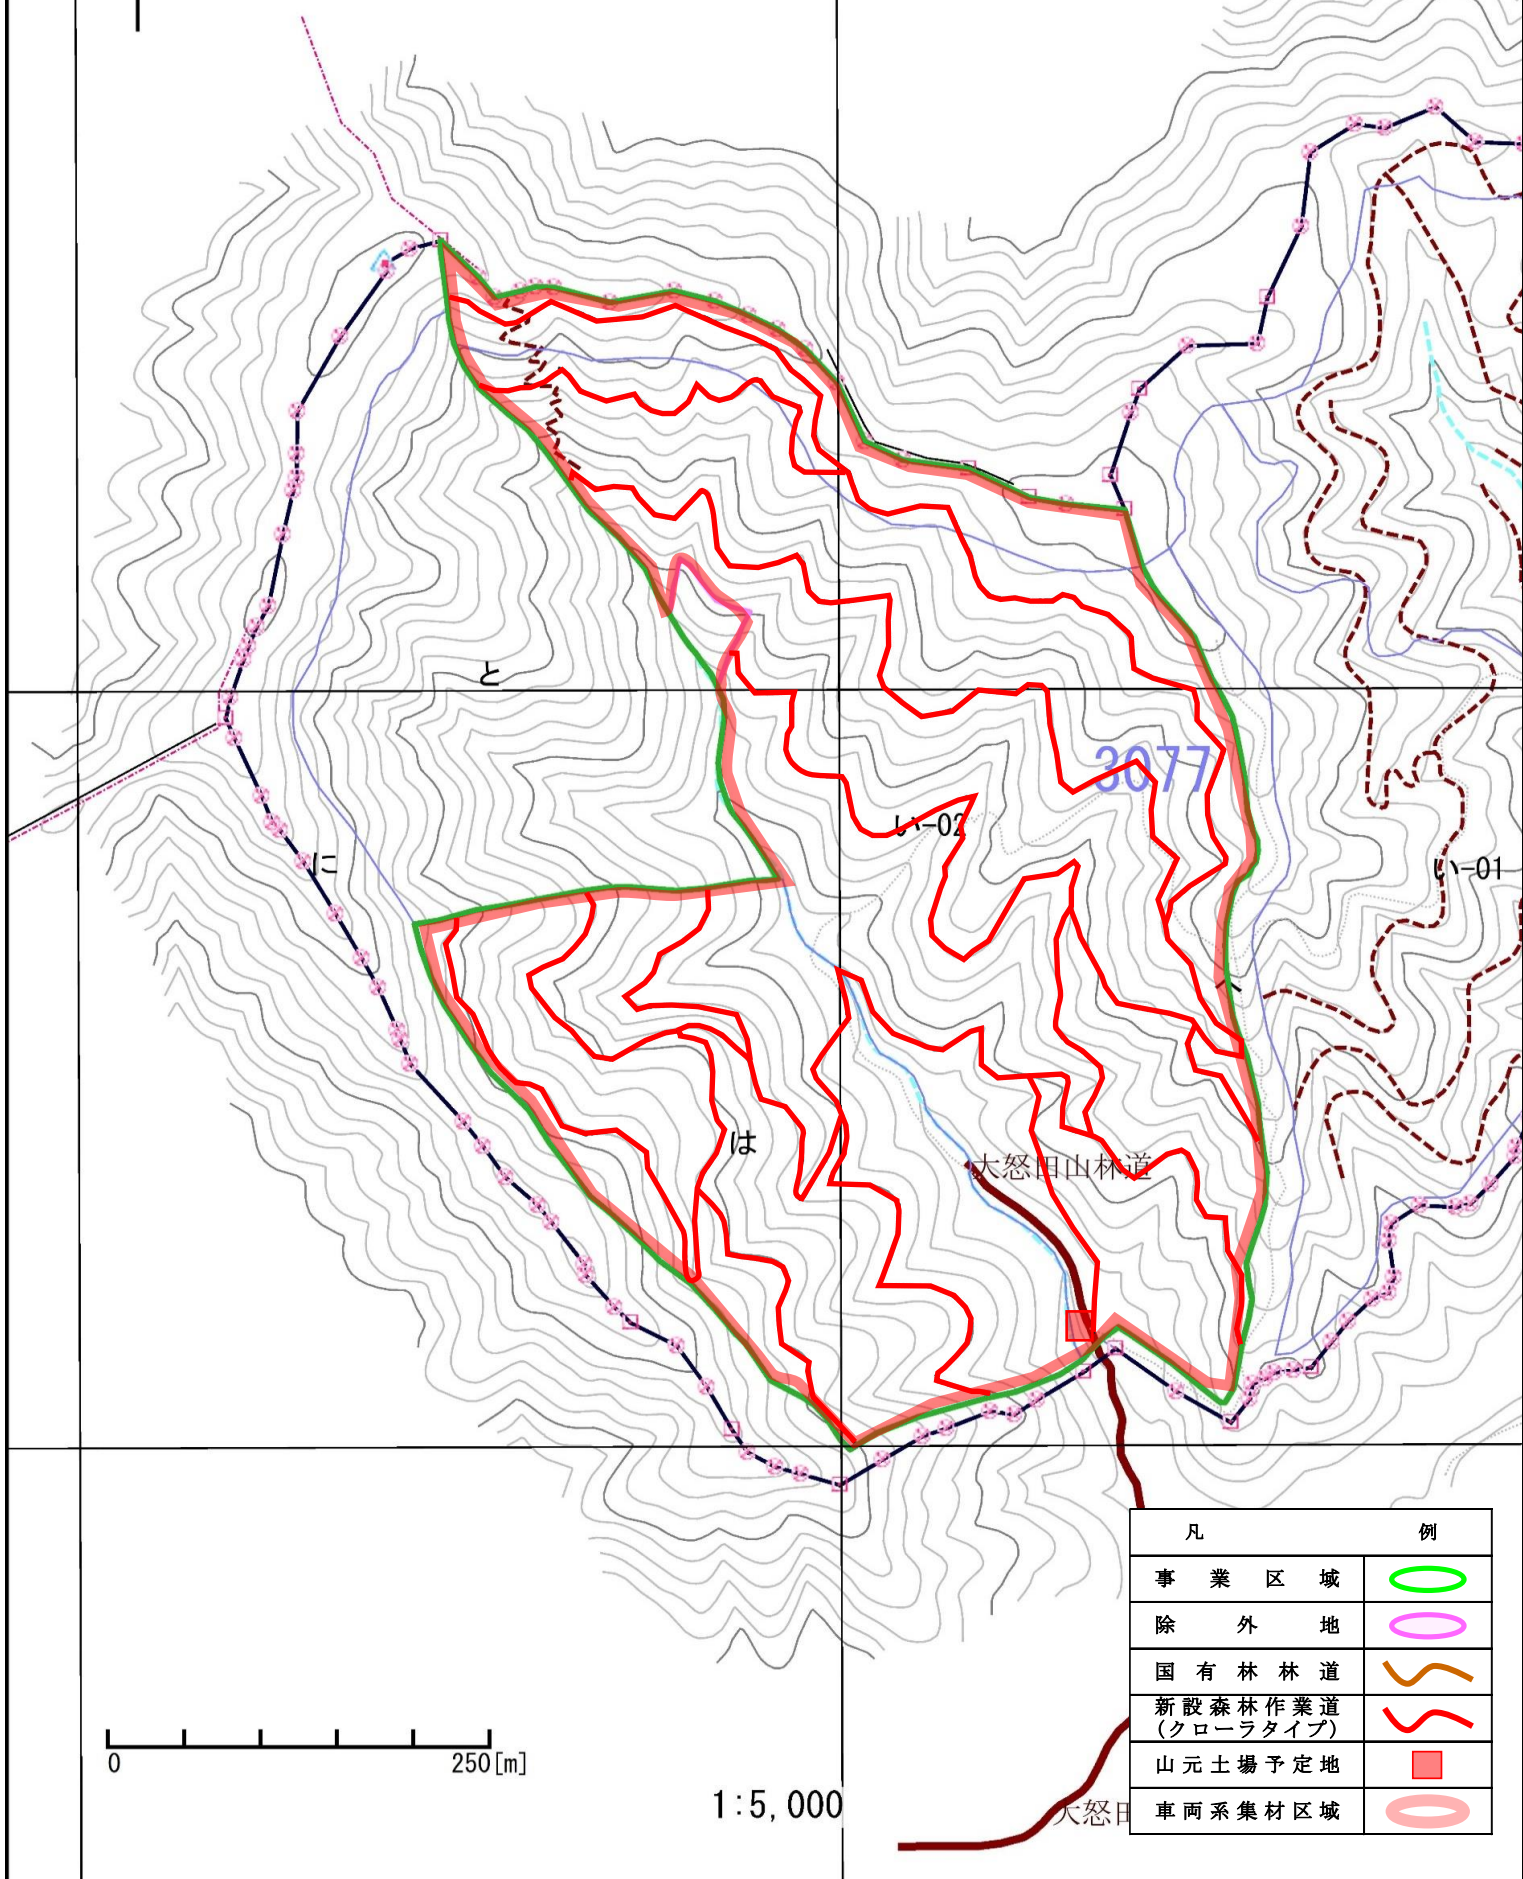 と
3077
い-02
に
い-01
は
大怒田山林道
凡 例
事業区域
除外地
国有林林道
新設森林作業道
(クローラタイプ)
山元土場予定地
車両系集材区域
0 250[m]
1:5,000
大怒田